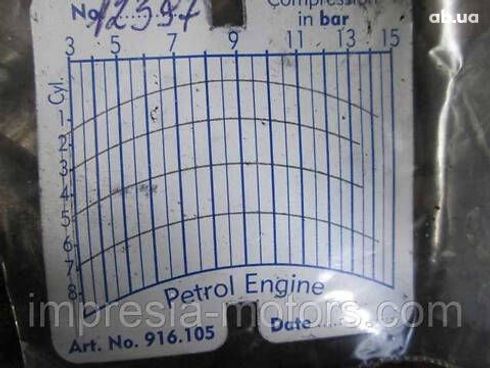 ab.ua
Compression
No. 12397
in bar
3 5 7 9 11 13 15
Cyl.
1
2
3
4
5
6
7
8
Petrol Engine
impresia-motors.com
Art. No. 916.105
Date.....